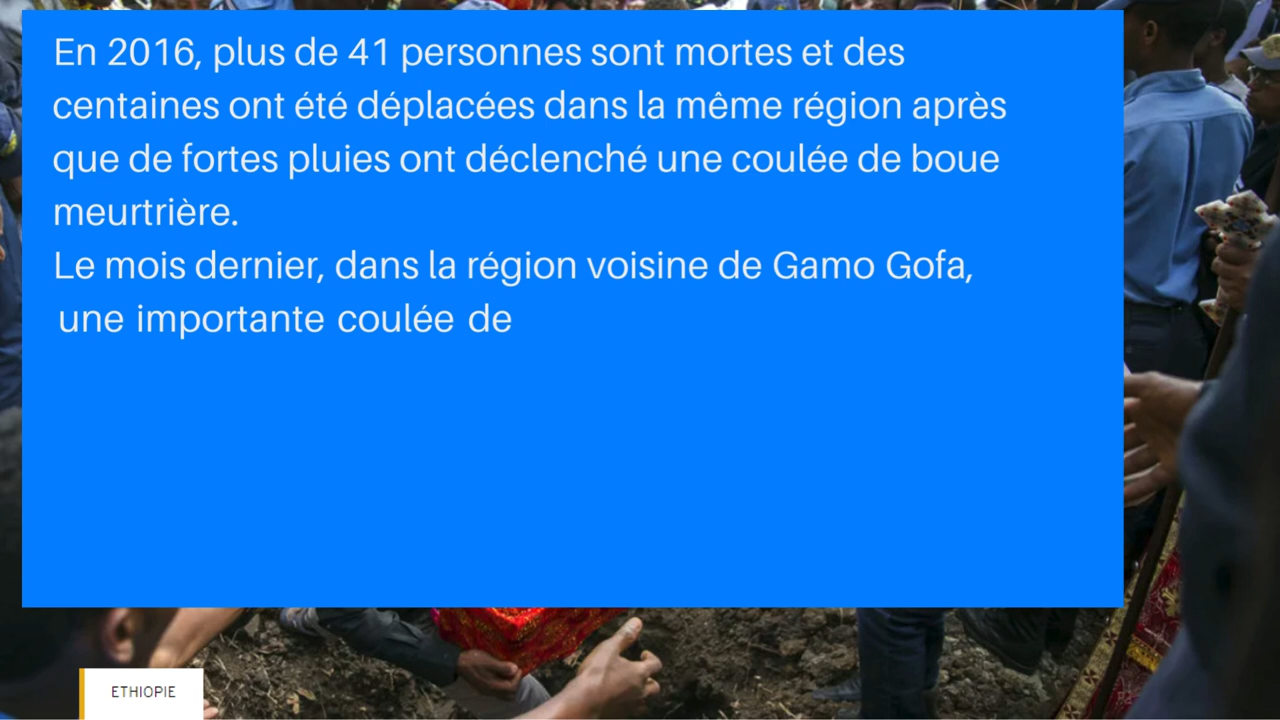 En 2016, plus de 41 personnes sont mortes et des
centaines ont été déplacées dans la même région après
que de fortes pluies ont déclenché une coulée de boue
meurtrière.
Le mois dernier, dans la région voisine de Gamo Gofa,
une importante coulée de
ETHIOPIE